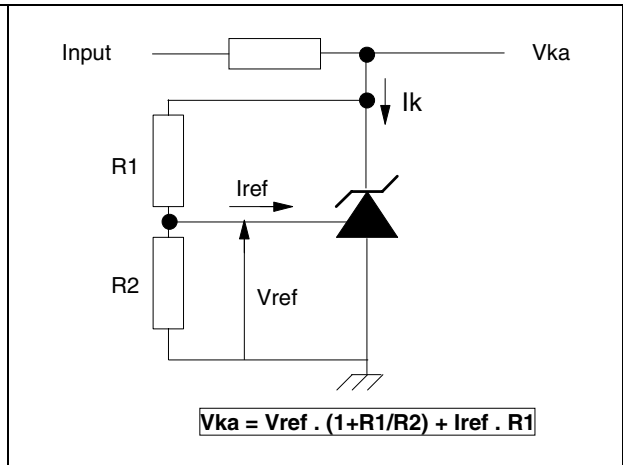 Input
Vka
Ik
R1
Iref
R2
Vref
Vka = Vref . (1+R1/R2) + Iref . R1